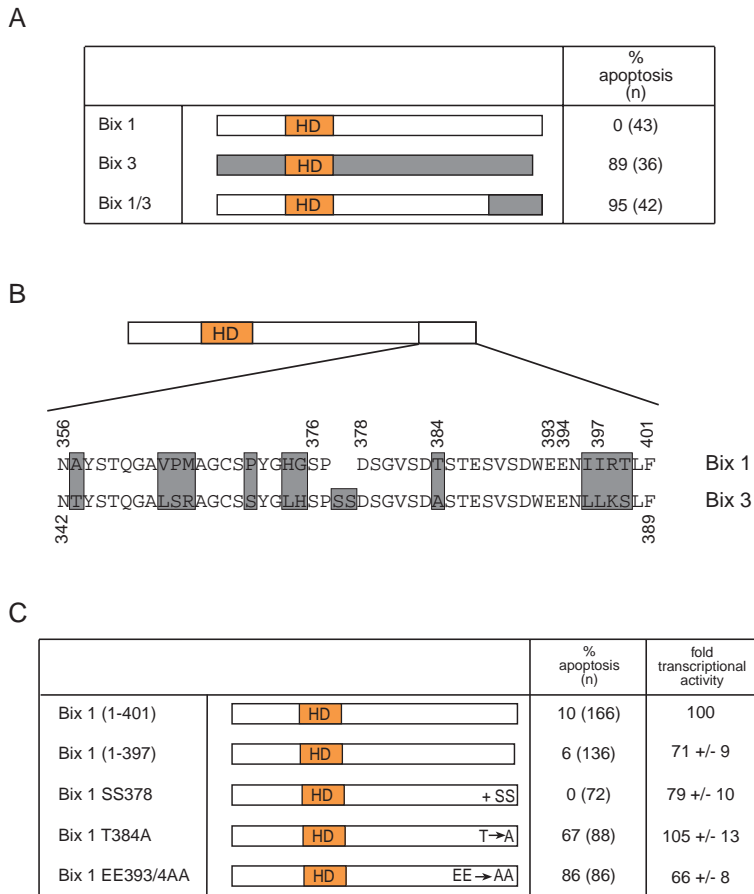 A
%
apoptosis
(n)
Bix 1 HD 0 (43)
Bix 3 HD 89 (36)
Bix 1/3 HD 95 (42)
B
HD
356 376 378 384 393 394 397 401
NAYSTQGAVPMAGCSPYGHGSP DSGVSDTSTESVSDWEENIIRTLF Bix 1
NTYSTQGALSRAGCSSYGLHSPSSDSGVSDASTESVSDWEENLLKSLF Bix 3
342 389
C
%
apoptosis
(n)
fold
transcriptional
activity
Bix 1 (1-401) HD 10 (166) 100
Bix 1 (1-397) HD 6 (136) 71 +/- 9
Bix 1 SS378 HD + SS 0 (72) 79 +/- 10
Bix 1 T384A HD T→A 67 (88) 105 +/- 13
Bix 1 EE393/4AA HD EE→AA 86 (86) 66 +/- 8